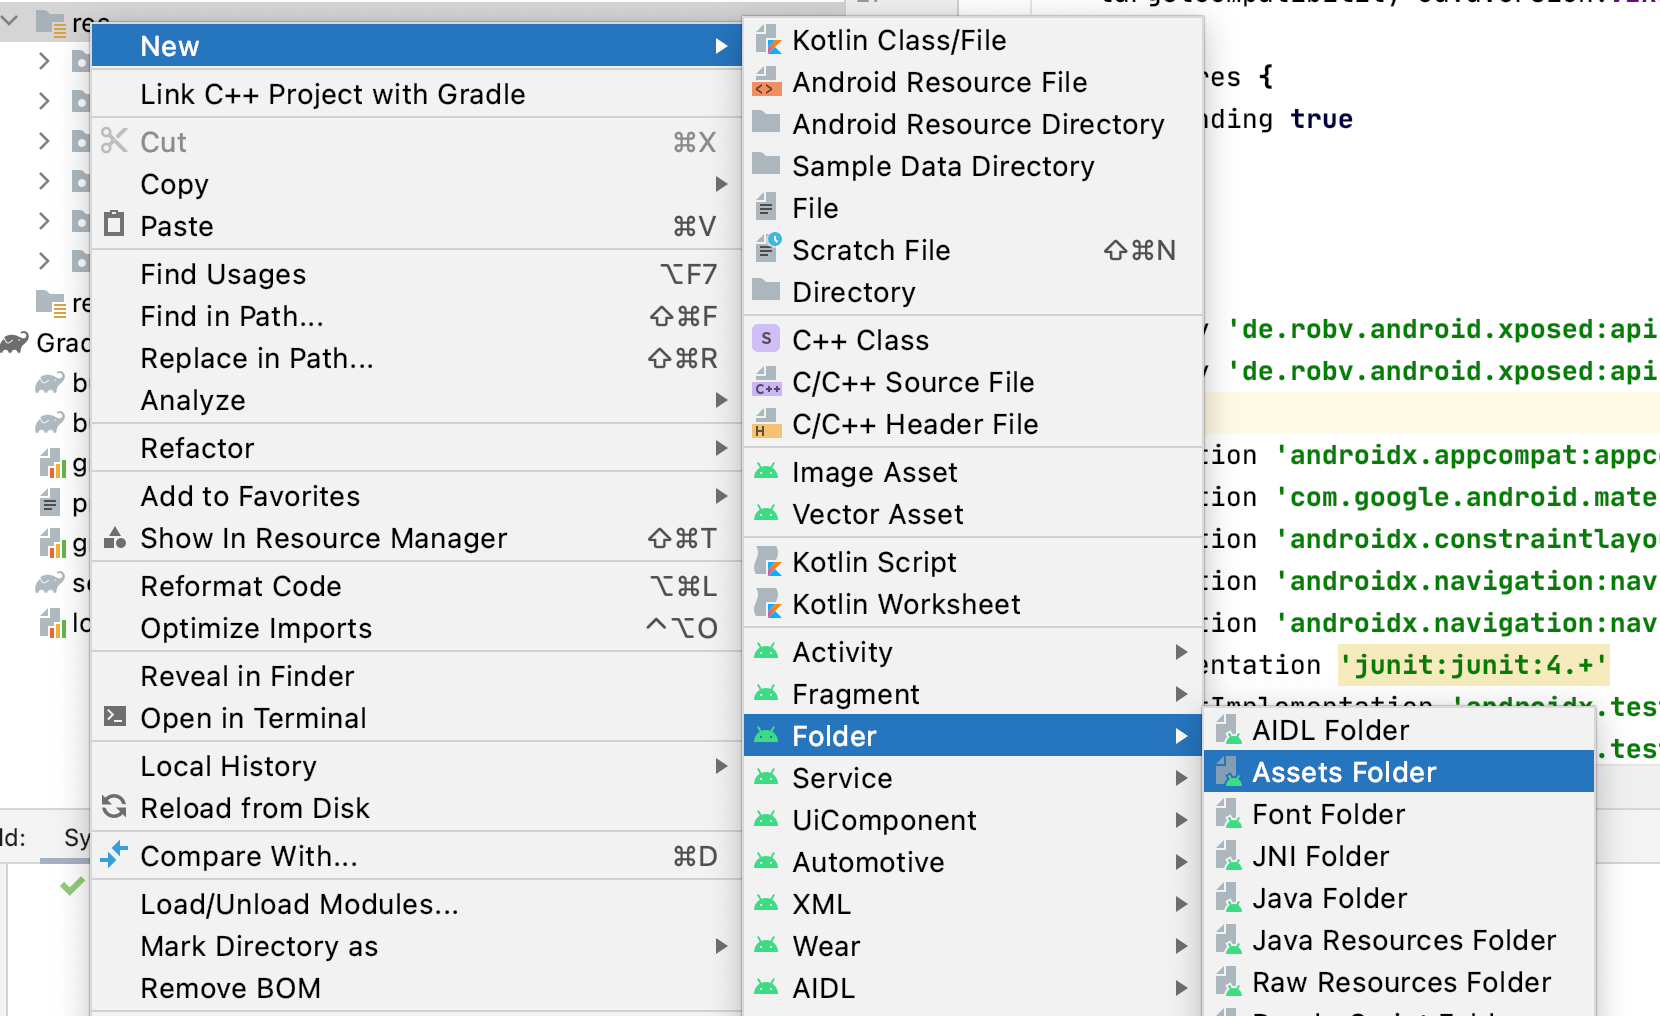 res
New
Link C++ Project with Gradle
Cut ⌘X
Copy
Paste ⌘V
Find Usages ⌥F7
Find in Path... ⇧⌘F
Replace in Path... ⇧⌘R
Analyze
Refactor
Add to Favorites
Show In Resource Manager ⇧⌘T
Reformat Code ⌥⌘L
Optimize Imports ^⌥O
Reveal in Finder
Open in Terminal
Local History
Reload from Disk
Compare With... ⌘D
Load/Unload Modules...
Mark Directory as
Remove BOM
Kotlin Class/File
Android Resource File
Android Resource Directory
Sample Data Directory
File
Scratch File ⇧⌘N
Directory
S C++ Class
C++ C/C++ Source File
H C/C++ Header File
Image Asset
Vector Asset
Kotlin Script
Kotlin Worksheet
Activity
Fragment
Folder
Service
UiComponent
Automotive
XML
Wear
AIDL
AIDL Folder
Assets Folder
Font Folder
JNI Folder
Java Folder
Java Resources Folder
Raw Resources Folder
res {
nding true
'de.robv.android.xposed:api
'de.robv.android.xposed:api
tion 'androidx.appcompat:appc
tion 'com.google.android.mate
tion 'androidx.constraintlayo
tion 'androidx.navigation:nav
tion 'androidx.navigation:nav
entation 'junit:junit:4.+'
Implementation 'androidx.tes
.tes
re
Grad
b
b
g
p
g
se
lo
ld: Sy